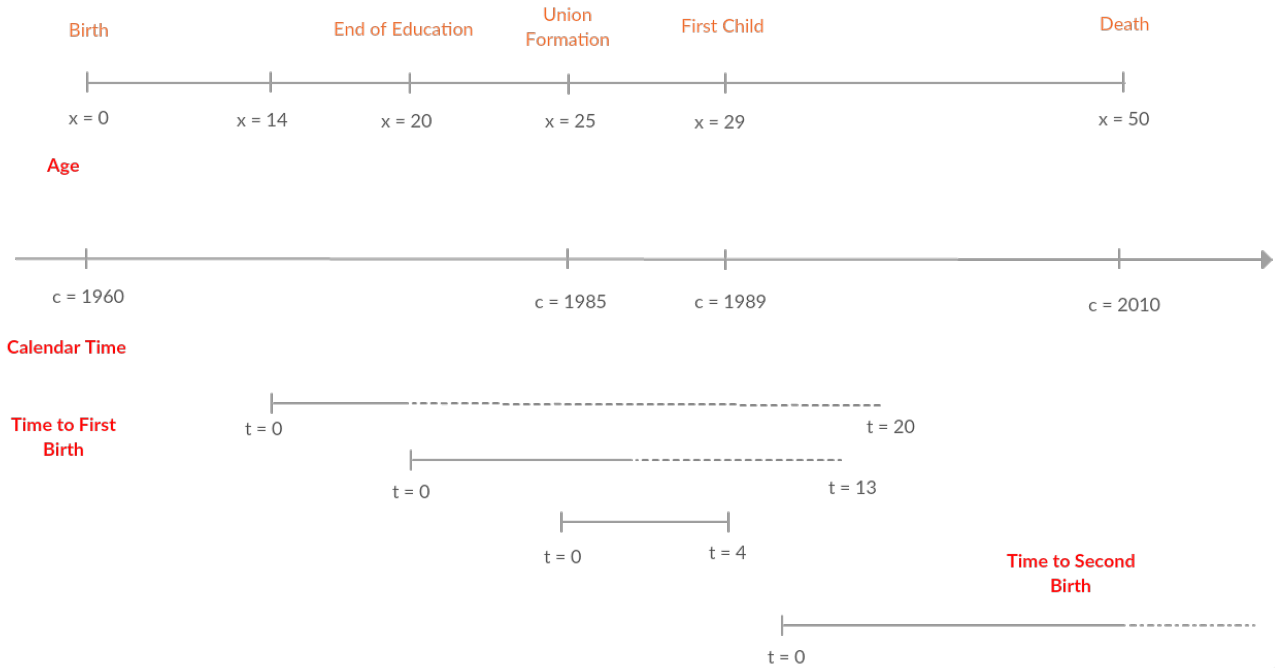 Birth
End of Education
Union
Formation
First Child
Death
x = 0
x = 14
x = 20
x = 25
x = 29
x = 50
Age
c = 1960
c = 1985
c = 1989
c = 2010
Calendar Time
Time to First
Birth
t = 0
t = 20
t = 0
t = 13
t = 0
t = 4
Time to Second
Birth
t = 0